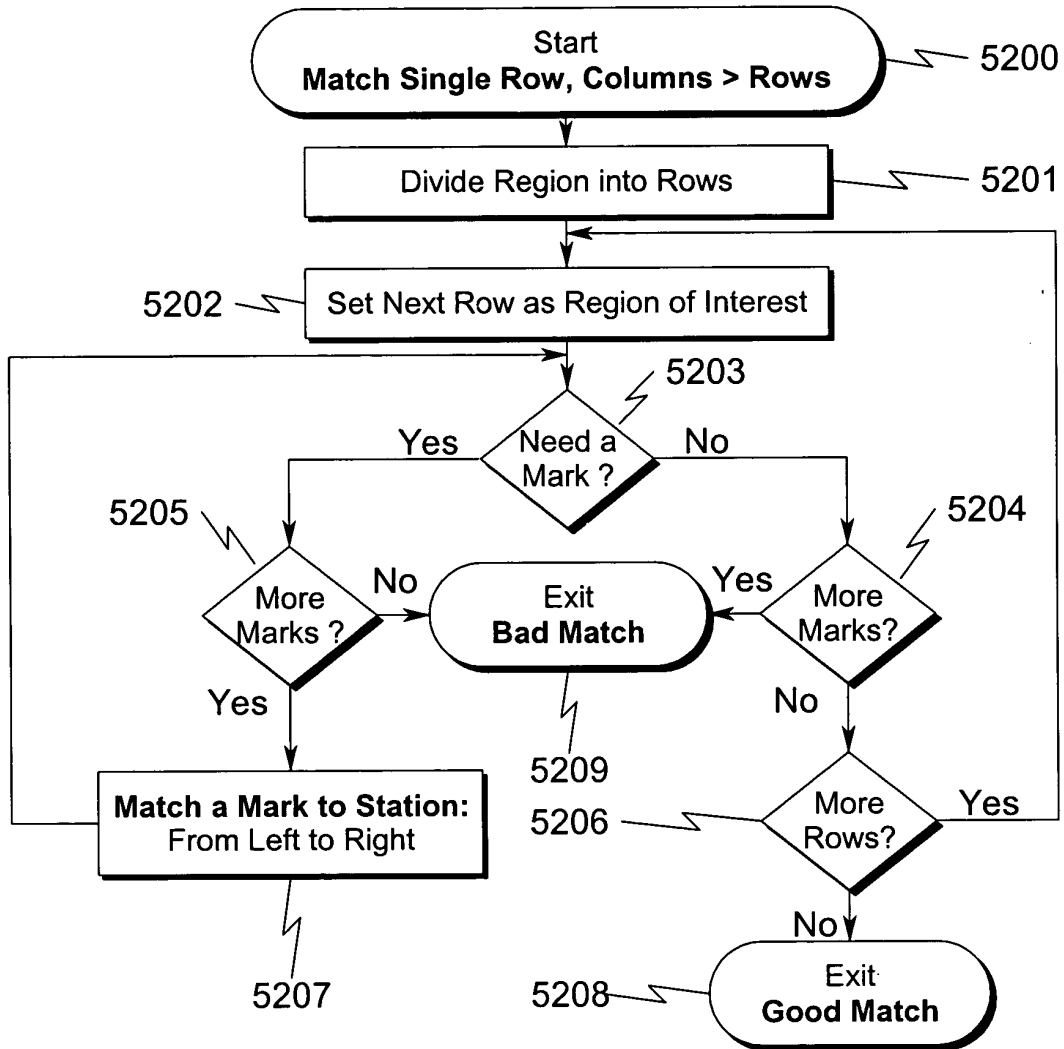 Start
Match Single Row, Columns > Rows
5200
Divide Region into Rows
5201
5202
Set Next Row as Region of Interest
5203
Need a
Mark ?
Yes
No
5205
5204
More
Marks ?
No
Exit
Bad Match
Yes
More
Marks?
Yes
No
5209
Match a Mark to Station:
From Left to Right
5206
More
Rows?
Yes
No
5207
5208
Exit
Good Match